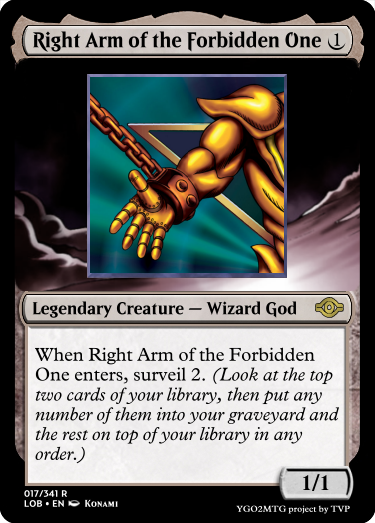 Right Arm of the Forbidden One 1
Legendary Creature — Wizard God
When Right Arm of the Forbidden
One enters, surveil 2. (Look at the top
two cards of your library, then put any
number of them into your graveyard and
the rest on top of your library in any
order.)
1/1
017/341 R
LOB • EN Konami
YGO2MTG project by TVP